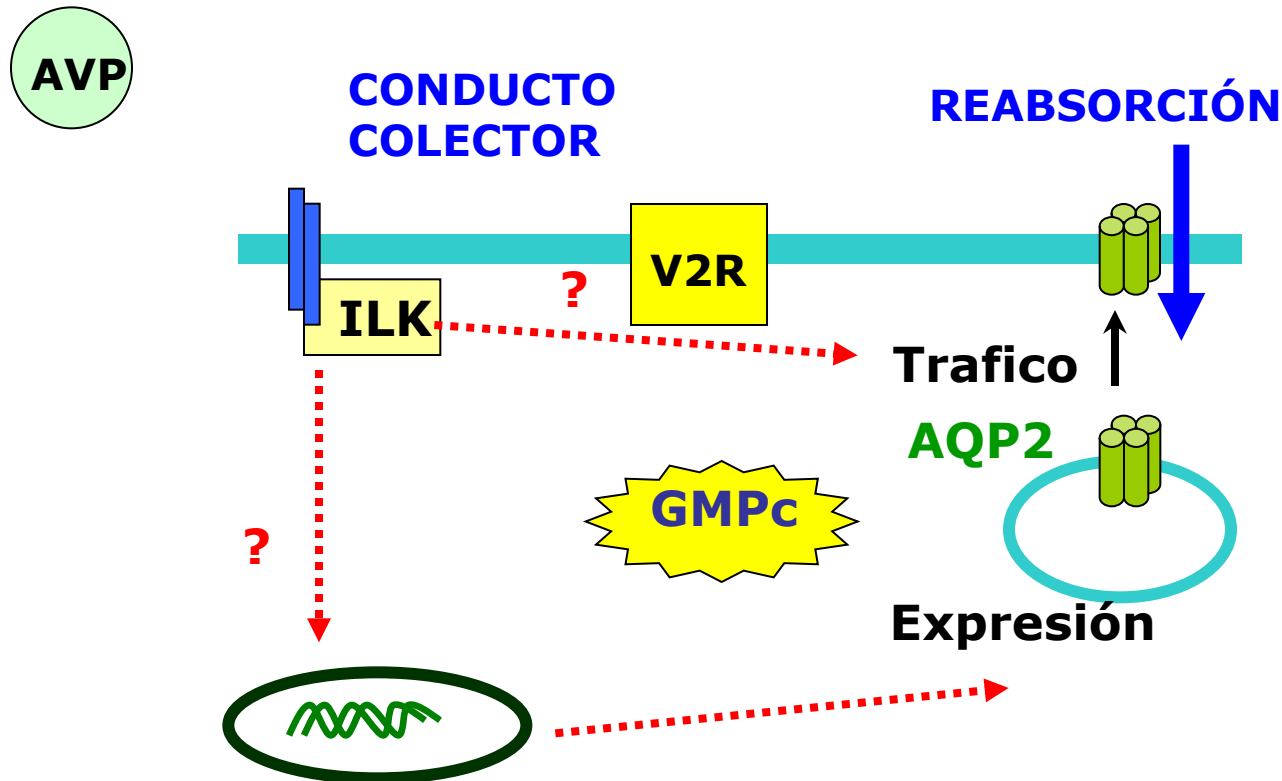 AVP
CONDUCTO
COLECTOR
REABSORCIÓN
V2R
?
ILK
Trafico
AQP2
GMPc
?
Expresión